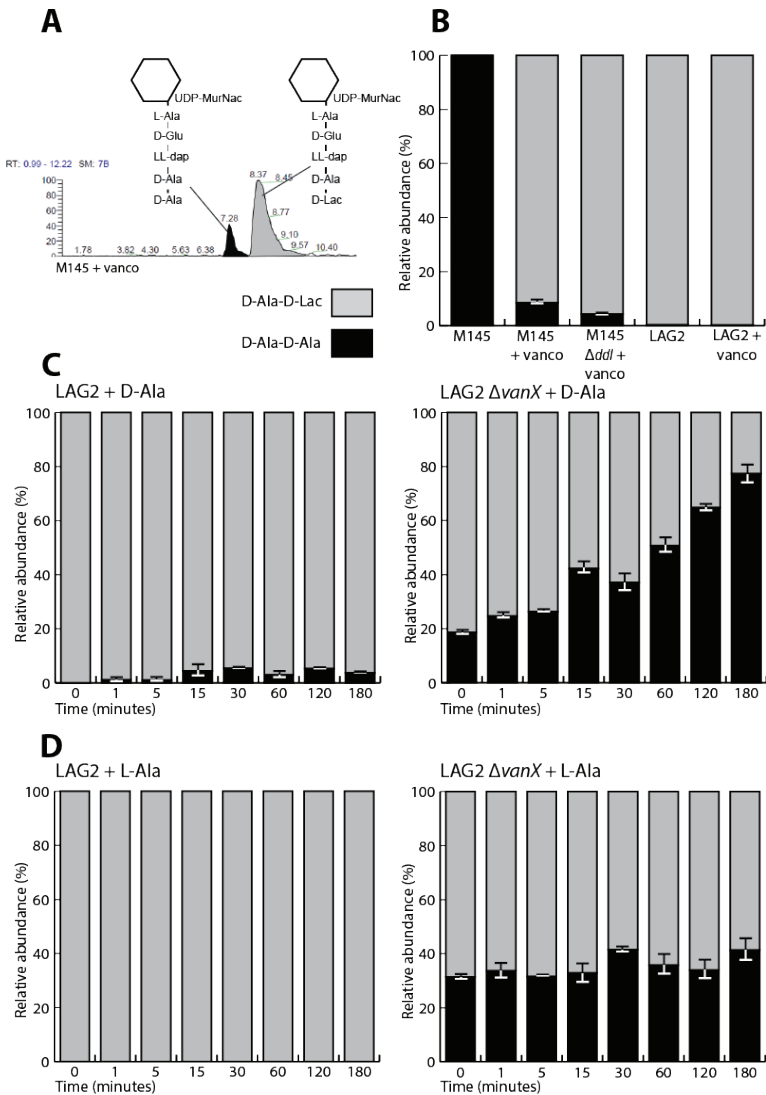 A
UDP-MurNac UDP-MurNac
L-Ala L-Ala
D-Glu D-Glu
LL-dap LL-dap
D-Ala D-Ala
D-Ala D-Lac
RT: 0.99 - 12.22 SM: 7B
100
80
60
40
20
0
8.37
8.45
7.28
8.77
9.10
9.57
10.40
1.78 3.82 4.30 5.63 6.38
M145 + vanco
D-Ala-D-Lac
D-Ala-D-Ala
B
Relative abundance (%)
100
80
60
40
20
0
M145 M145 + vanco M145 Δddl + vanco LAG2 LAG2 + vanco
C
LAG2 + D-Ala
Relative abundance (%)
100
80
60
40
20
0
0 1 5 15 30 60 120 180
Time (minutes)
LAG2 ΔvanX + D-Ala
Relative abundance (%)
100
80
60
40
20
0
0 1 5 15 30 60 120 180
Time (minutes)
D
LAG2 + L-Ala
Relative abundance (%)
100
80
60
40
20
0
0 1 5 15 30 60 120 180
Time (minutes)
LAG2 ΔvanX + L-Ala
Relative abundance (%)
100
80
60
40
20
0
0 1 5 15 30 60 120 180
Time (minutes)